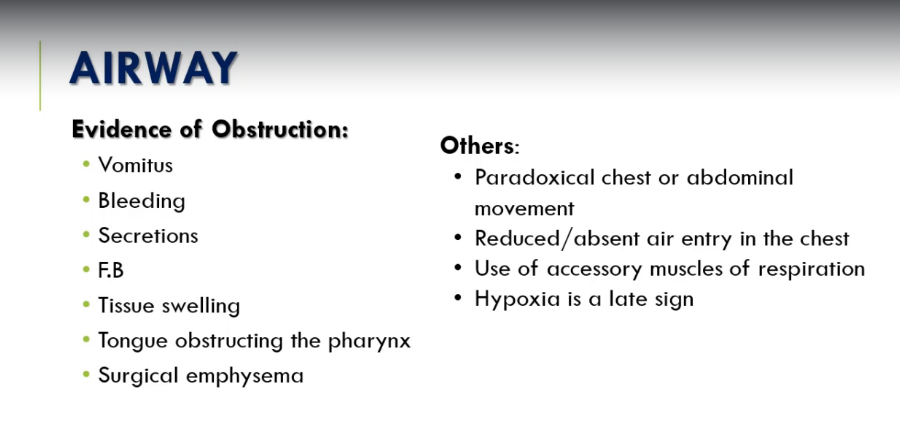 AIRWAY
Evidence of Obstruction:
• Vomitus
• Bleeding
• Secretions
• F.B
• Tissue swelling
• Tongue obstructing the pharynx
• Surgical emphysema
Others:
• Paradoxical chest or abdominal
movement
• Reduced/absent air entry in the chest
• Use of accessory muscles of respiration
• Hypoxia is a late sign